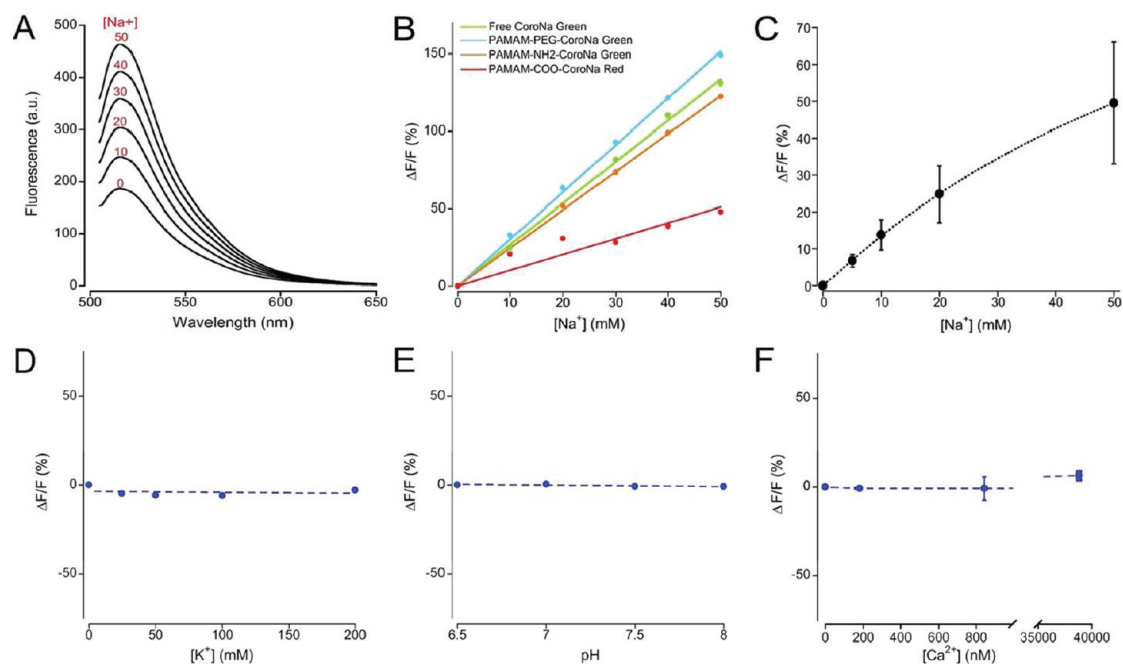 A
[Na+]
50
40
30
20
10
0
500
400
300
200
100
0
Fluorescence (a.u.)
500 550 600 650
Wavelength (nm)
B
Free CoroNa Green
PAMAM-PEG-CoroNa Green
PAMAM-NH2-CoroNa Green
PAMAM-COO-CoroNa Red
150
100
50
0
ΔF/F (%)
0 10 20 30 40 50
[Na⁺] (mM)
C
70
60
50
40
30
20
10
0
ΔF/F (%)
0 10 20 30 40 50
[Na⁺] (mM)
D
50
0
-50
ΔF/F (%)
0 50 100 150 200
[K⁺] (mM)
E
50
0
-50
ΔF/F (%)
6.5 7 7.5 8
pH
F
50
0
-50
ΔF/F (%)
0 200 400 600 800 35000 40000
[Ca²⁺] (nM)